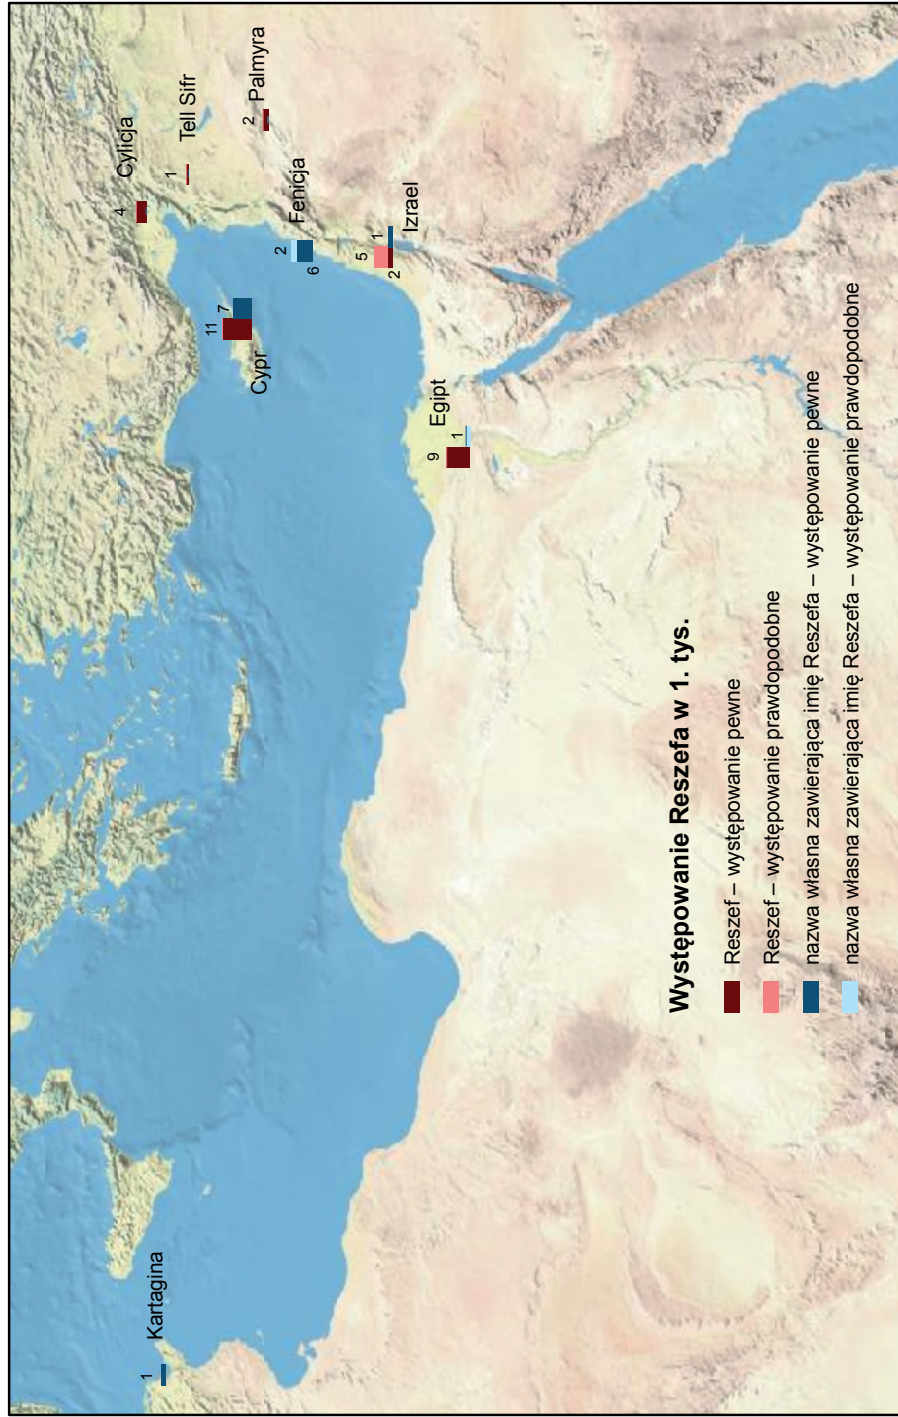 Kartagina
1
Cypr
11
7
Cylicja
4
Tell Sifr
1
Palmyra
2
Fenicja
2
6
Izrael
5
1
2
Egipt
9
1
Występowanie Reszefa w 1. tys.
Reszef – występowanie pewne
Reszef – występowanie prawdopodobne
nazwa własna zawierająca imię Reszefa – występowanie pewne
nazwa własna zawierająca imię Reszefa – występowanie prawdopodobne